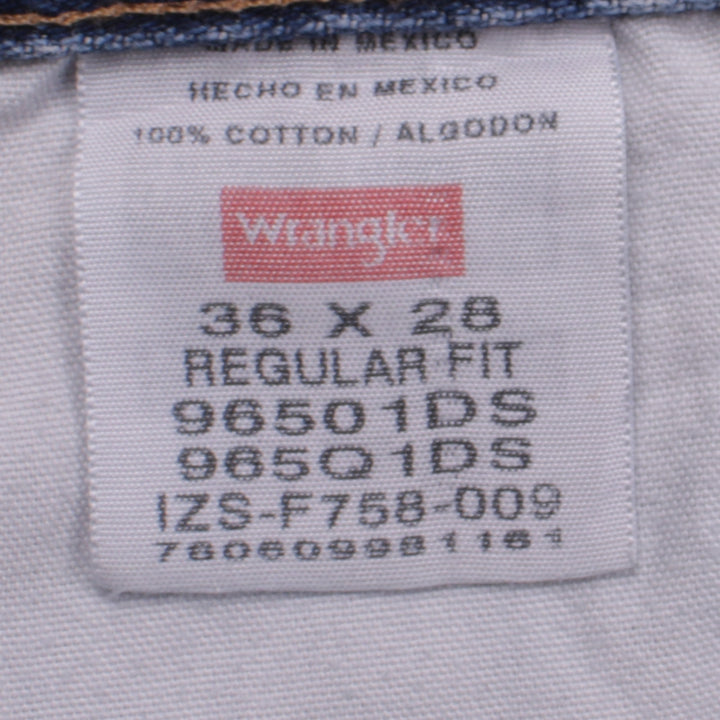 MADE IN MEXICO
HECHO EN MEXICO
100% COTTON / ALGODON
Wrangler
36 X 28
REGULAR FIT
96501DS
965Q1DS
IZS-F758-009
760609981161